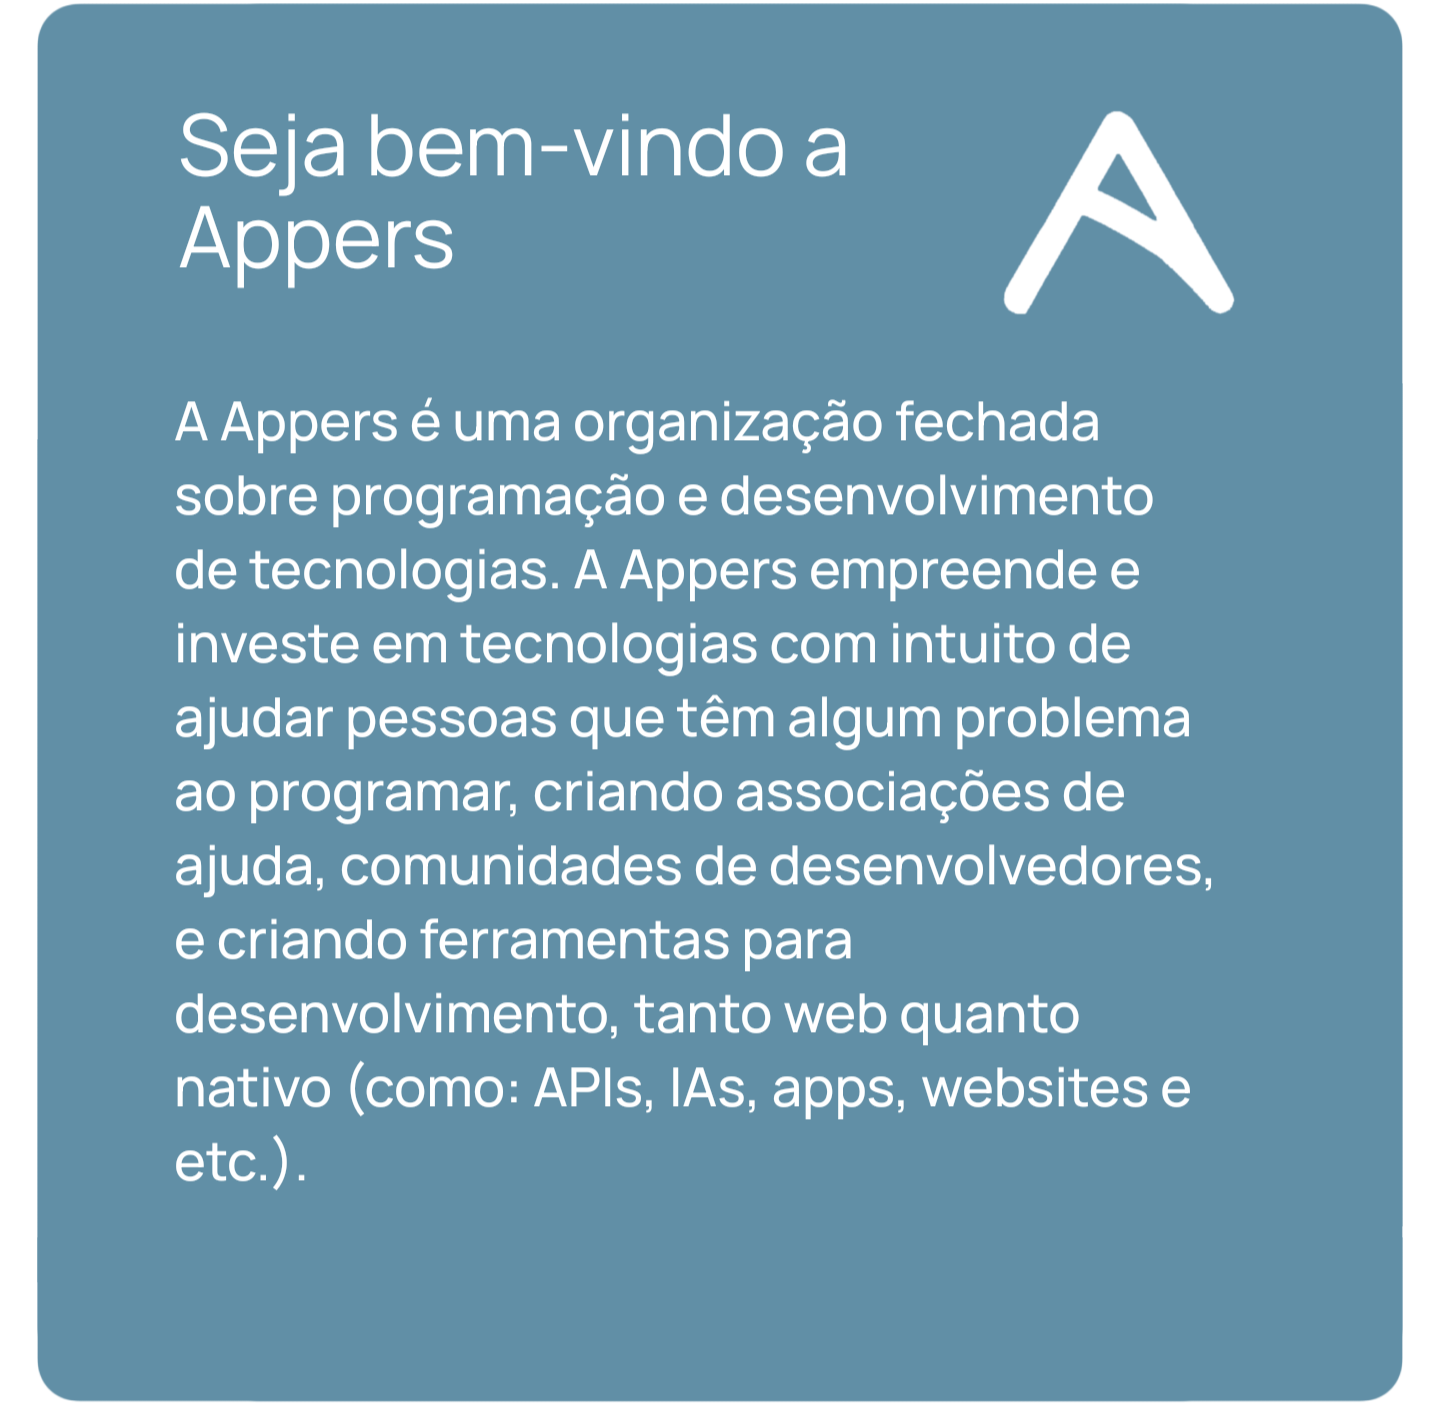 Seja bem-vindo a
Appers
A Appers é uma organização fechada
sobre programação e desenvolvimento
de tecnologias. A Appers empreende e
investe em tecnologias com intuito de
ajudar pessoas que têm algum problema
ao programar, criando associações de
ajuda, comunidades de desenvolvedores,
e criando ferramentas para
desenvolvimento, tanto web quanto
nativo (como: APIs, IAs, apps, websites e
etc.).